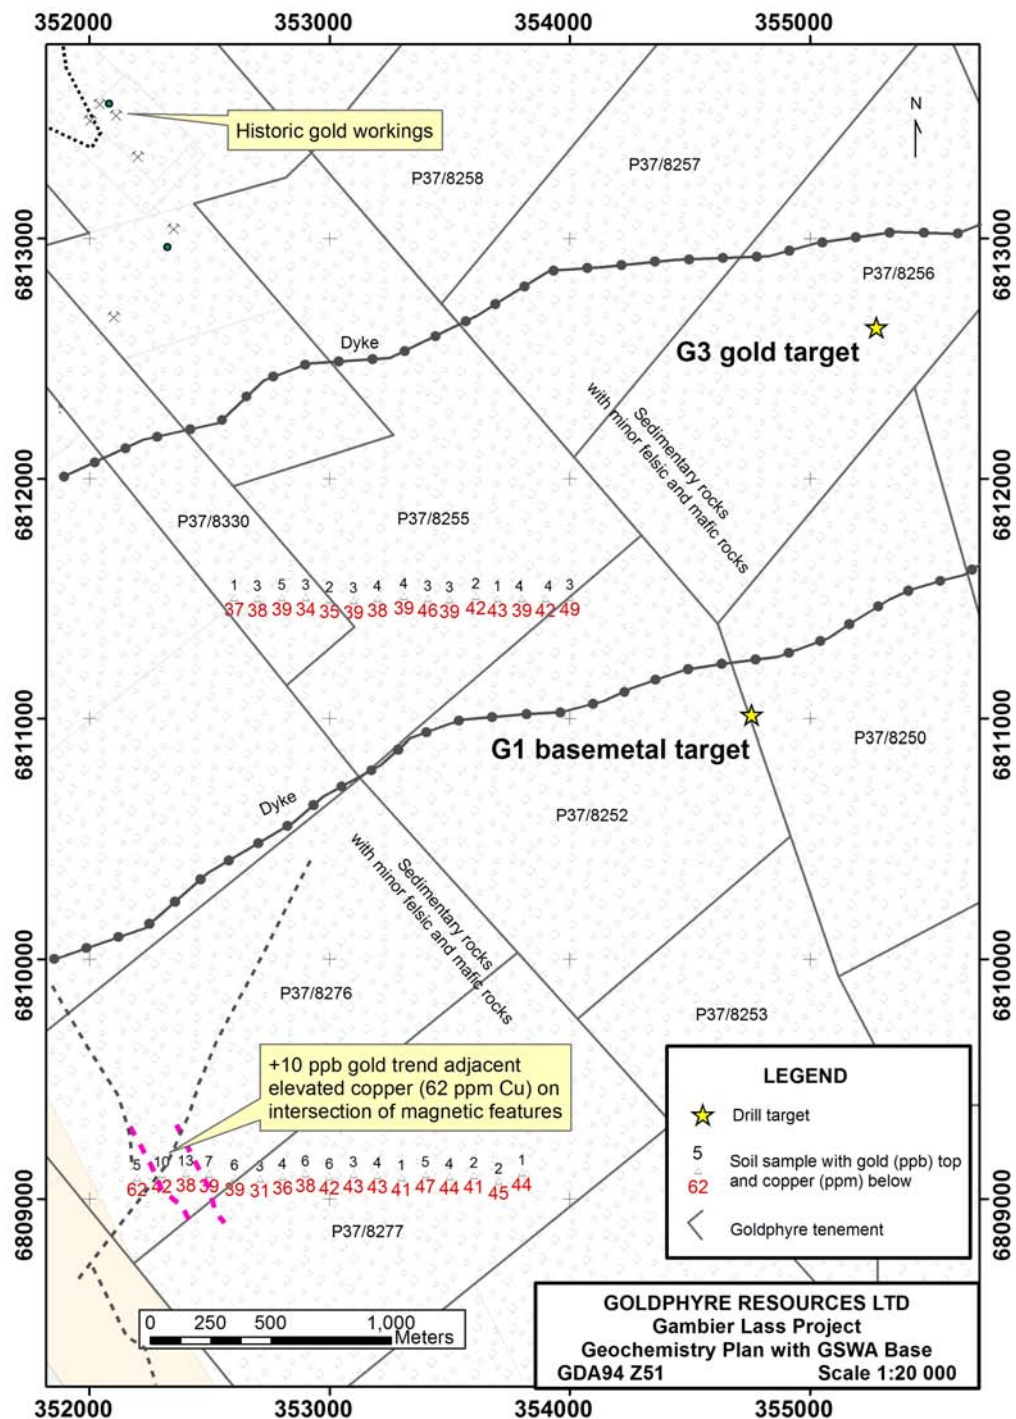 352000 353000 354000 355000
N
Historic gold workings
P37/8258
P37/8257
6813000
6813000
P37/8256
G3 gold target
Dyke
Sedimentary rocks
with minor felsic and mafic rocks
6812000
6812000
P37/8330
P37/8255
1 3 5 3 2 3 4 4 3 3 2 1 4 4 3
37 38 39 34 35 39 38 39 46 39 42 43 39 42 49
6811000
6811000
G1 basemetal target
P37/8250
Dyke
P37/8252
Sedimentary rocks
with minor felsic and mafic rocks
6810000
6810000
P37/8276
P37/8253
+10 ppb gold trend adjacent
elevated copper (62 ppm Cu) on
intersection of magnetic features
5 10 13 7 6 3 4 6 6 3 4 1 5 4 2 2 1
62 42 38 39 39 31 36 38 42 43 43 41 47 44 41 45 44
6809000
6809000
P37/8277
LEGEND
Drill target
5
62
Soil sample with gold (ppb) top
and copper (ppm) below
Goldphyre tenement
0 250 500 1,000
Meters
GOLDPHYRE RESOURCES LTD
Gambier Lass Project
Geochemistry Plan with GSWA Base
GDA94 Z51 Scale 1:20 000
352000 353000 354000 355000